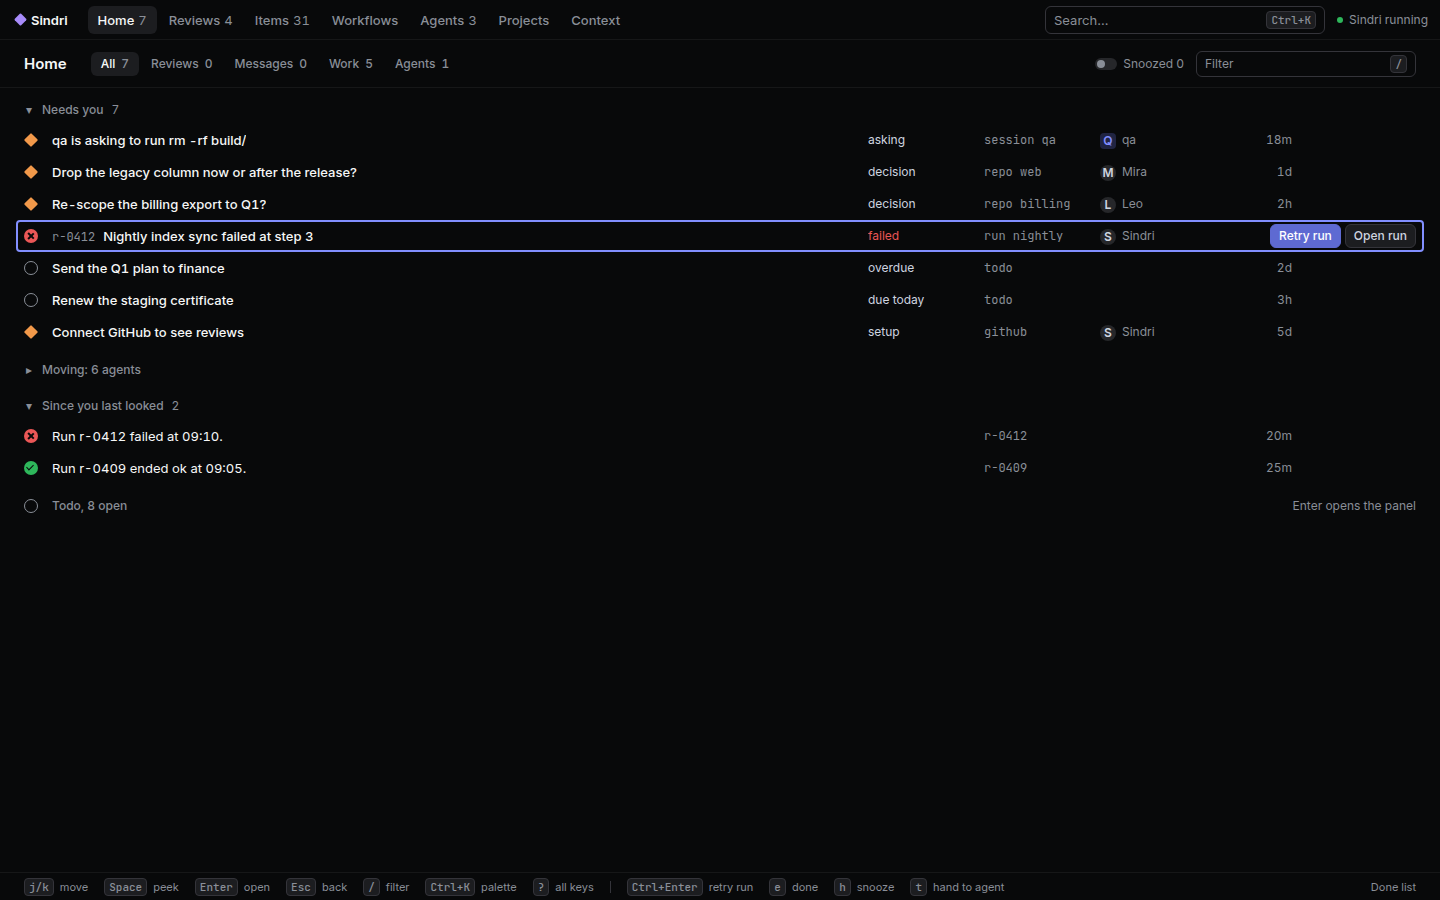 Sindri Home 7 Reviews 4 Items 31 Workflows Agents 3 Projects Context Search... Ctrl+K Sindri running
Home All 7 Reviews 0 Messages 0 Work 5 Agents 1 Snoozed 0 Filter /
Needs you 7
qa is asking to run rm -rf build/ asking session qa Q qa 18m
Drop the legacy column now or after the release? decision repo web M Mira 1d
Re-scope the billing export to Q1? decision repo billing L Leo 2h
r-0412 Nightly index sync failed at step 3 failed run nightly S Sindri Retry run Open run
Send the Q1 plan to finance overdue todo 2d
Renew the staging certificate due today todo 3h
Connect GitHub to see reviews setup github S Sindri 5d
Moving: 6 agents
Since you last looked 2
Run r-0412 failed at 09:10. r-0412 20m
Run r-0409 ended ok at 09:05. r-0409 25m
Todo, 8 open Enter opens the panel
j/k move Space peek Enter open Esc back / filter Ctrl+K palette ? all keys Ctrl+Enter retry run e done h snooze t hand to agent Done list